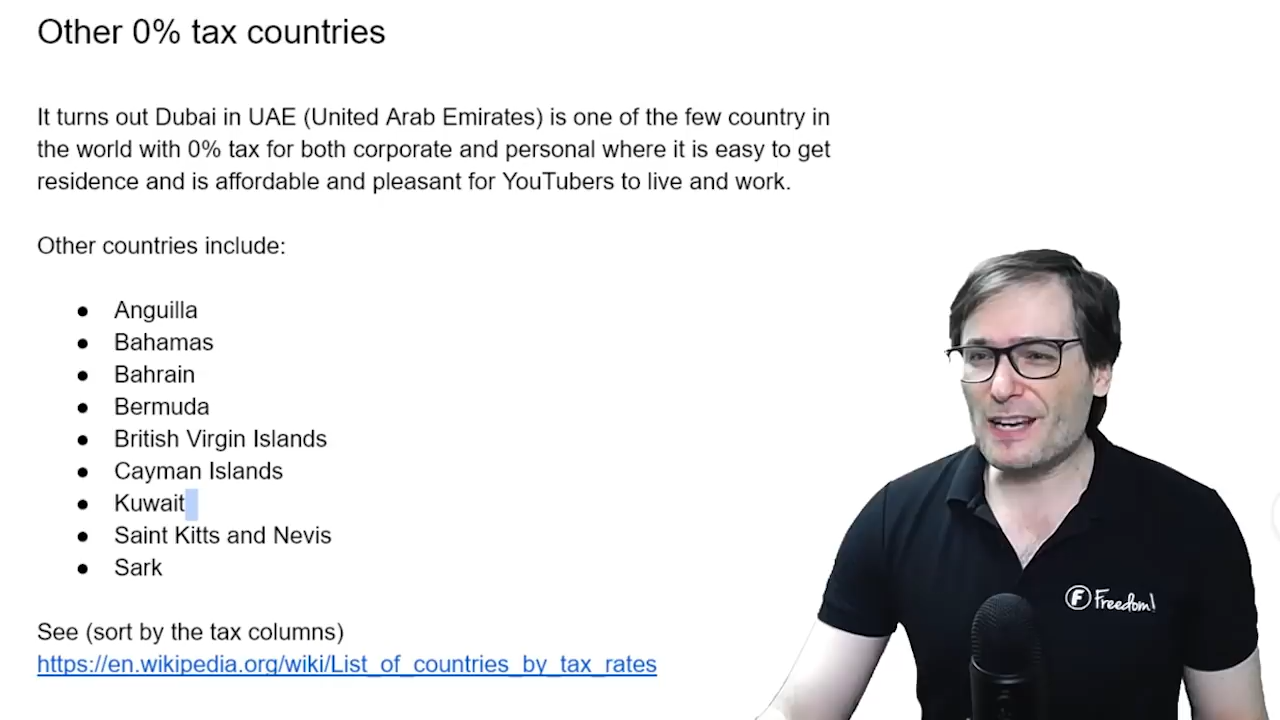 Other 0% tax countries
It turns out Dubai in UAE (United Arab Emirates) is one of the few country in
the world with 0% tax for both corporate and personal where it is easy to get
residence and is affordable and pleasant for YouTubers to live and work.
Other countries include:
● Anguilla
● Bahamas
● Bahrain
● Bermuda
● British Virgin Islands
● Cayman Islands
● Kuwait
● Saint Kitts and Nevis
● Sark
See (sort by the tax columns)
https://en.wikipedia.org/wiki/List_of_countries_by_tax_rates
F Freedom!